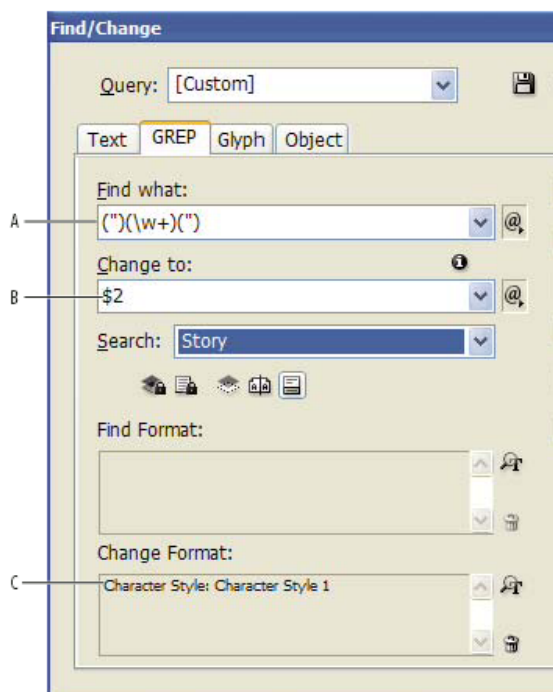 Find/Change
Query: [Custom]
Text GREP Glyph Object
Find what:
A (")(\w+)(")
Change to:
B $2
Search: Story
Find Format:
Change Format:
C Character Style: Character Style 1